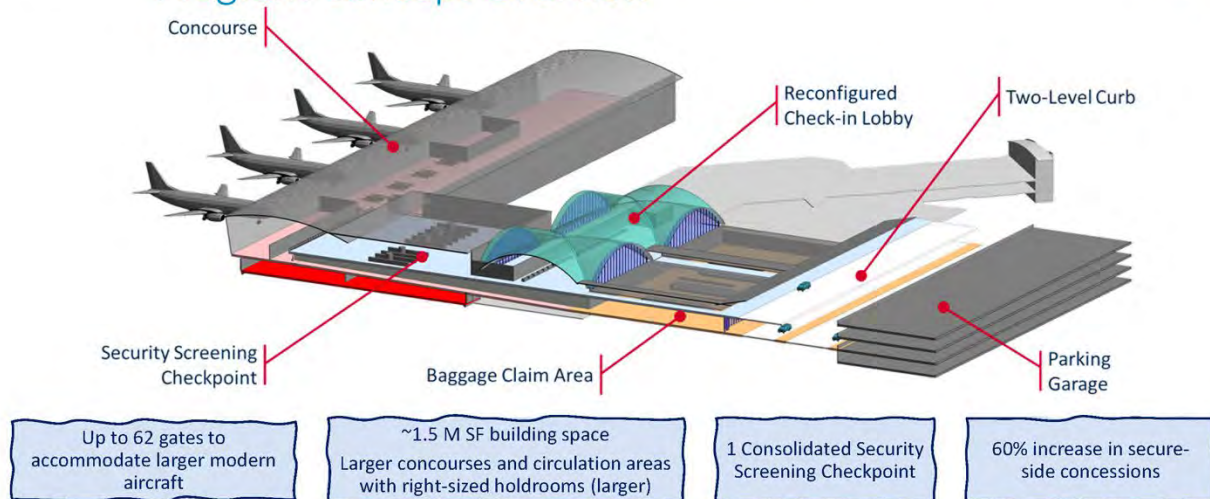 Concourse
Reconfigured
Check-in Lobby
Two-Level Curb
Security Screening
Checkpoint
Baggage Claim Area
Parking
Garage
Up to 62 gates to
accommodate larger modern
aircraft
~1.5 M SF building space
Larger concourses and circulation areas
with right-sized holdrooms (larger)
1 Consolidated Security
Screening Checkpoint
60% increase in secure-
side concessions